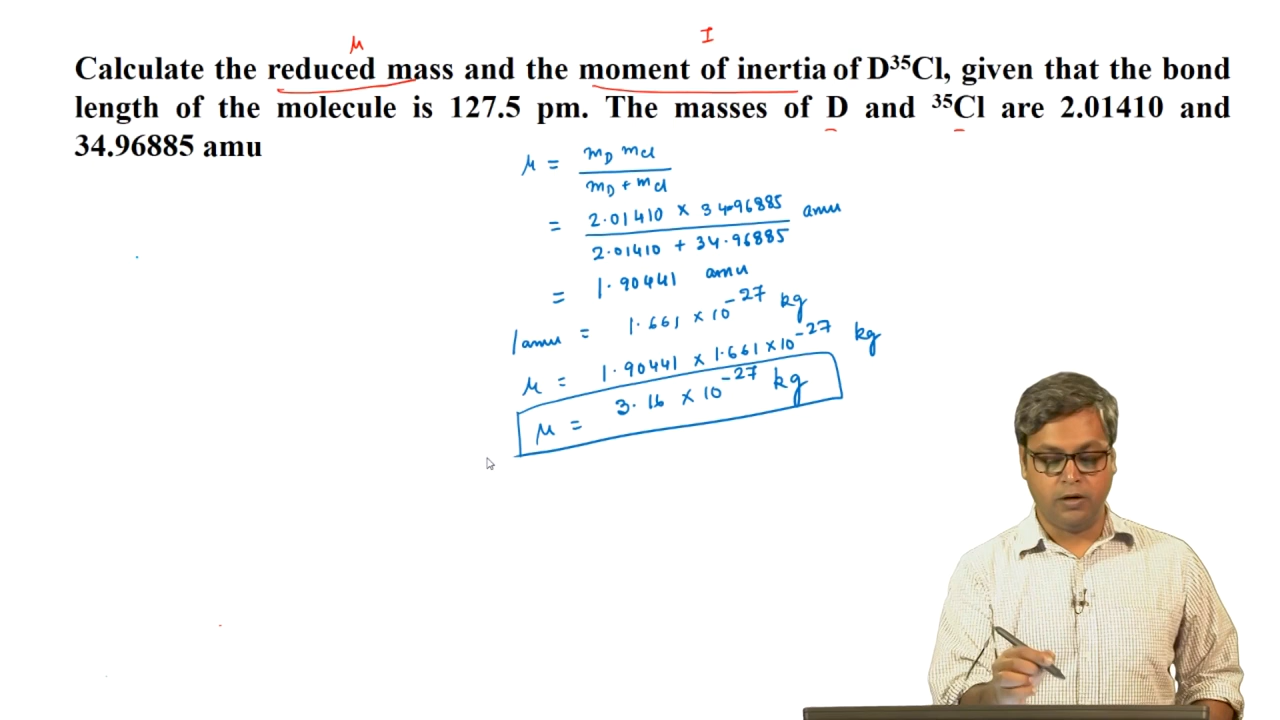 μ
I
Calculate the reduced mass and the moment of inertia of D³⁵Cl, given that the bond
length of the molecule is 127.5 pm. The masses of D and ³⁵Cl are 2.01410 and
34.96885 amu
μ = m_D m_Cl / m_D + m_Cl
= 2.01410 × 34.96885 / 2.01410 + 34.96885 amu
= 1.90441 amu
1amu = 1.661 × 10⁻²⁷ kg
μ = 1.90441 × 1.661 × 10⁻²⁷ kg
μ = 3.16 × 10⁻²⁷ kg